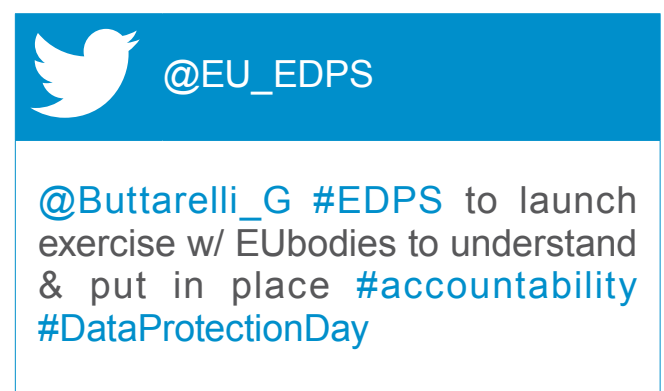 @EU_EDPS
@Buttarelli_G #EDPS to launch
exercise w/ EUbodies to understand
& put in place #accountability
#DataProtectionDay